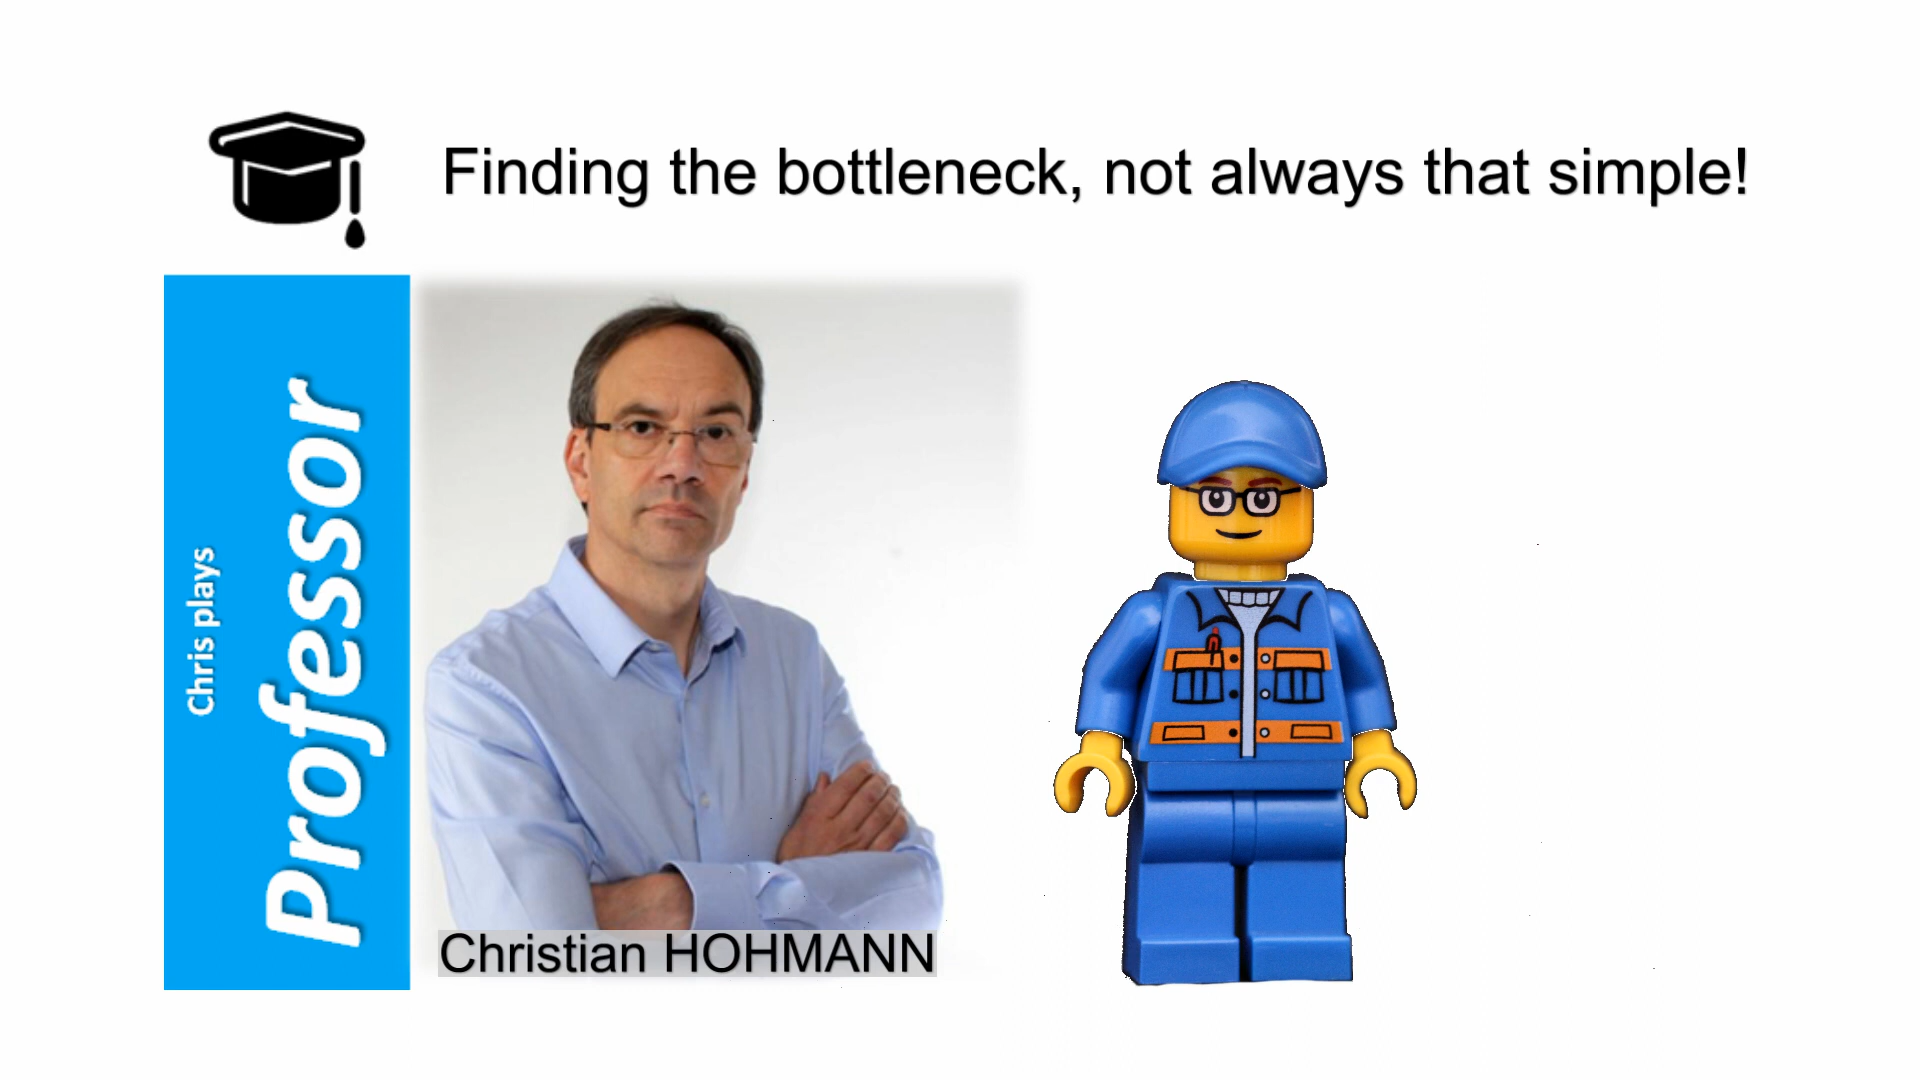 Finding the bottleneck, not always that simple!
Chris plays
Professor
Christian HOHMANN